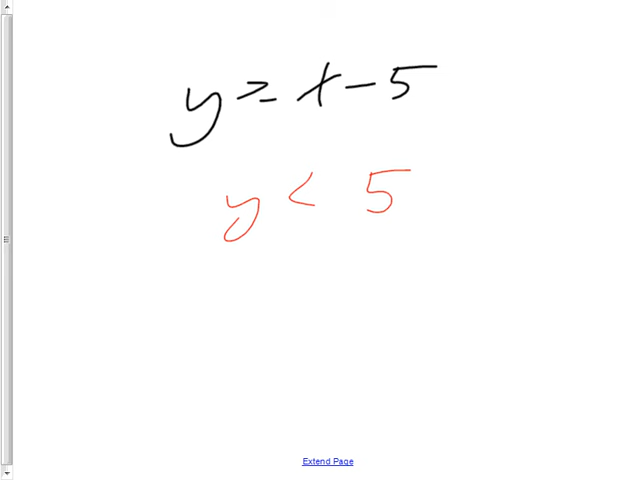 y ≥ x - 5
y < 5
Extend Page